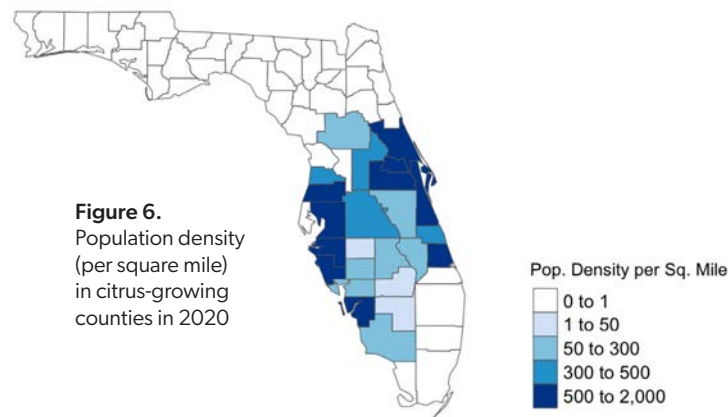 Figure 6.
Population density
(per square mile)
in citrus-growing
counties in 2020
Pop. Density per Sq. Mile
0 to 1
1 to 50
50 to 300
300 to 500
500 to 2,000